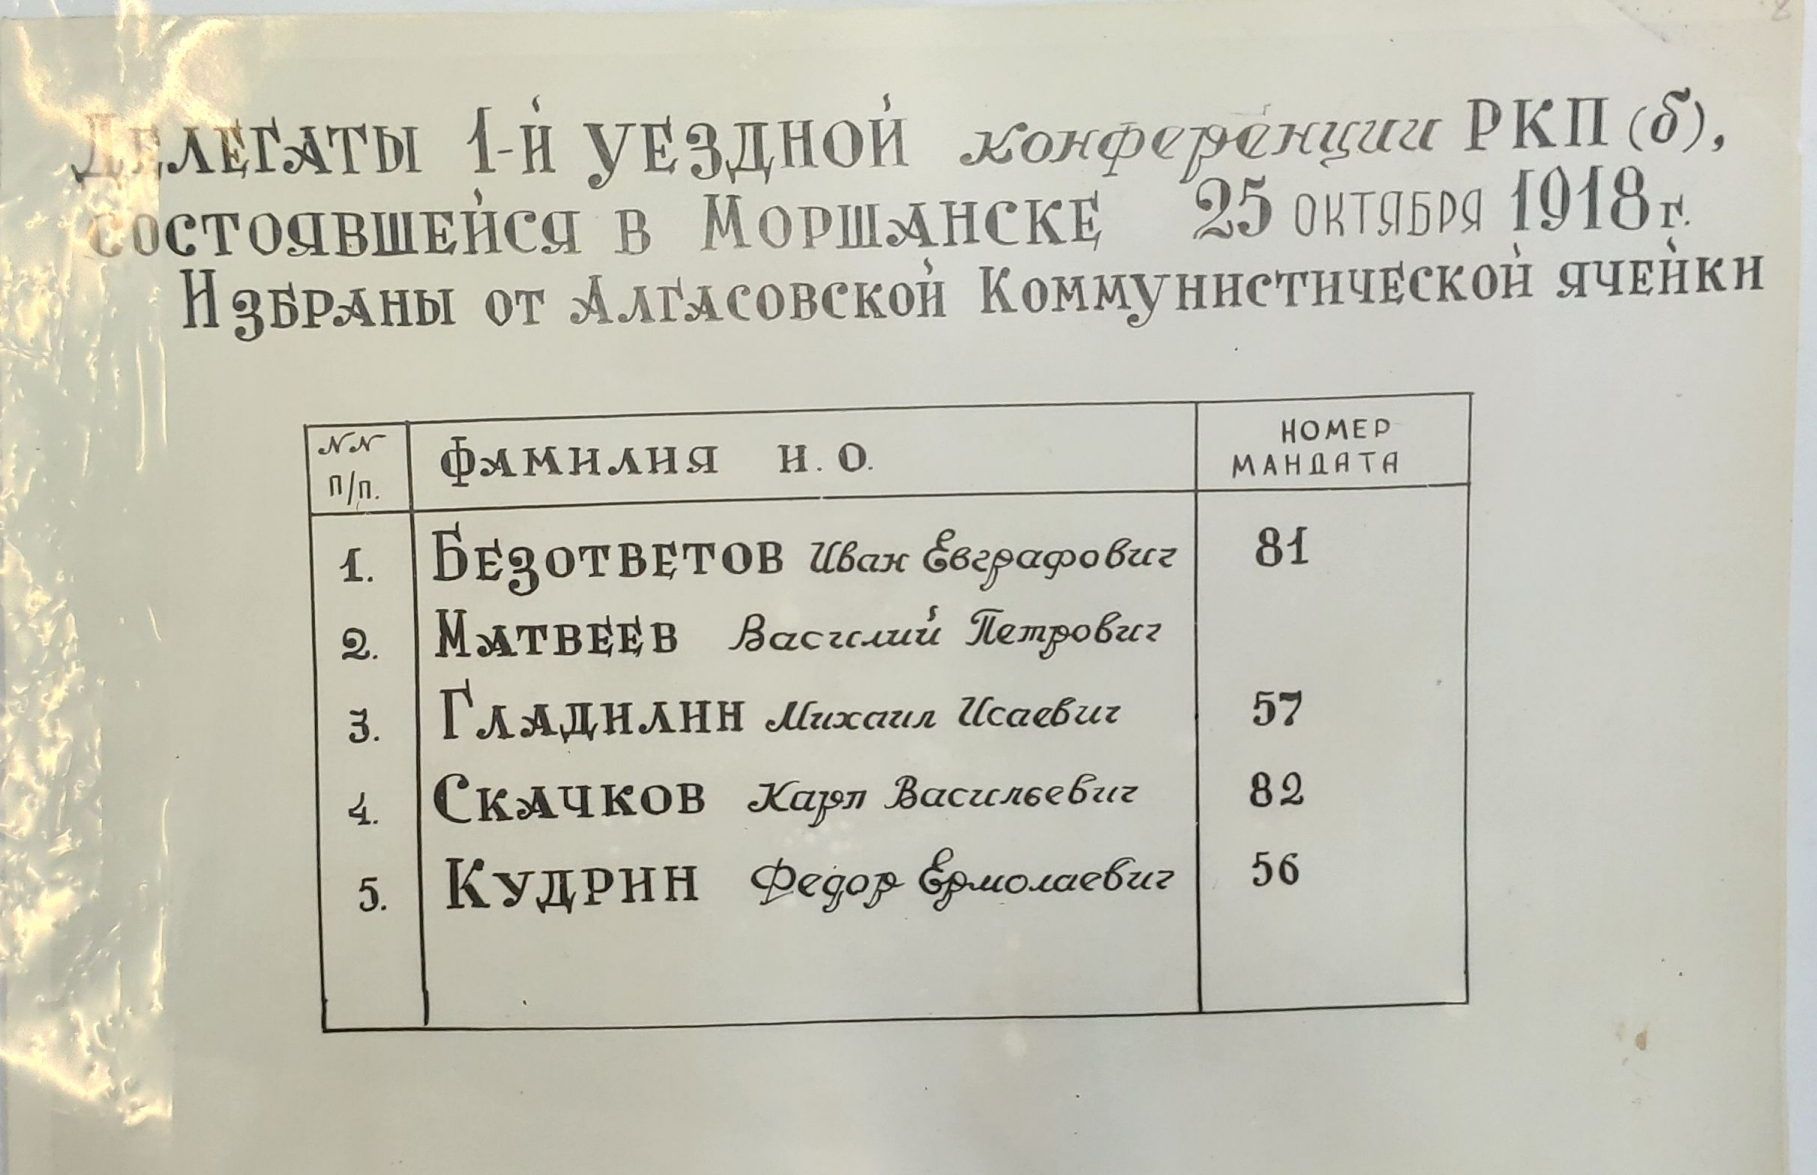 Делегаты 1-й уездной конференции РКП(б),
состоявшейся в Моршанске 25 октября 1918 г.
Избраны от Алгасовской Коммунистической ячейки
NN п/п. Фамилия И. О. НОМЕР МАНДАТА
1. Безответов Иван Евграфович 81
2. Матвеев Василий Петрович
3. Гладилин Михаил Исаевич 57
4. Скачков Карп Васильевич 82
5. Кудрин Федор Ермолаевич 56